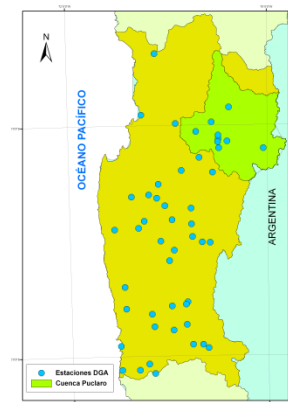 N
OCÉANO PACÍFICO
ARGENTINA
Estaciones DGA
Cuenca Puclaro